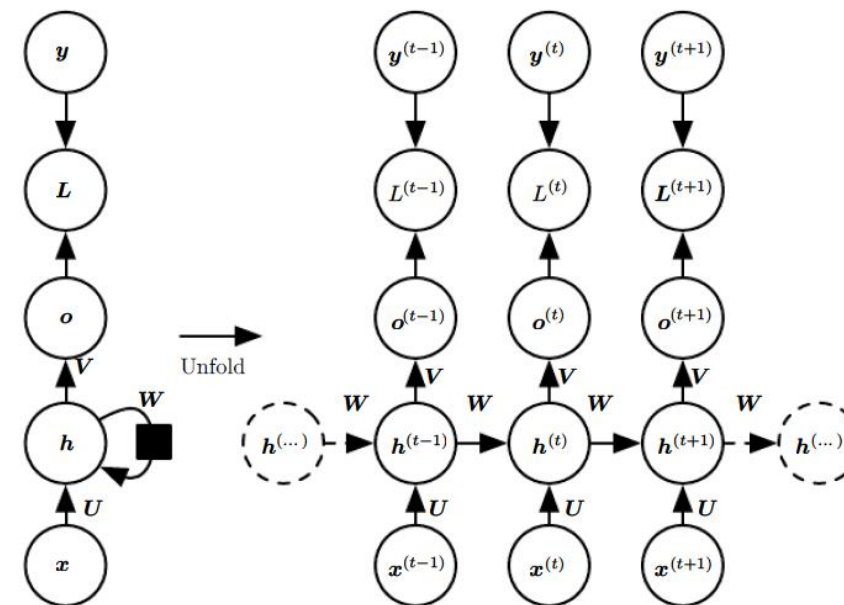 y y^{(t−1)} y^{(t)} y^{(t+1)}
L L^{(t−1)} L^{(t)} L^{(t+1)}
o o^{(t−1)} o^{(t)} o^{(t+1)}
Unfold
V V V V
W W W W W
h h^{(...)} h^{(t−1)} h^{(t)} h^{(t+1)} h^{(...)}
U U U U
x x^{(t−1)} x^{(t)} x^{(t+1)}